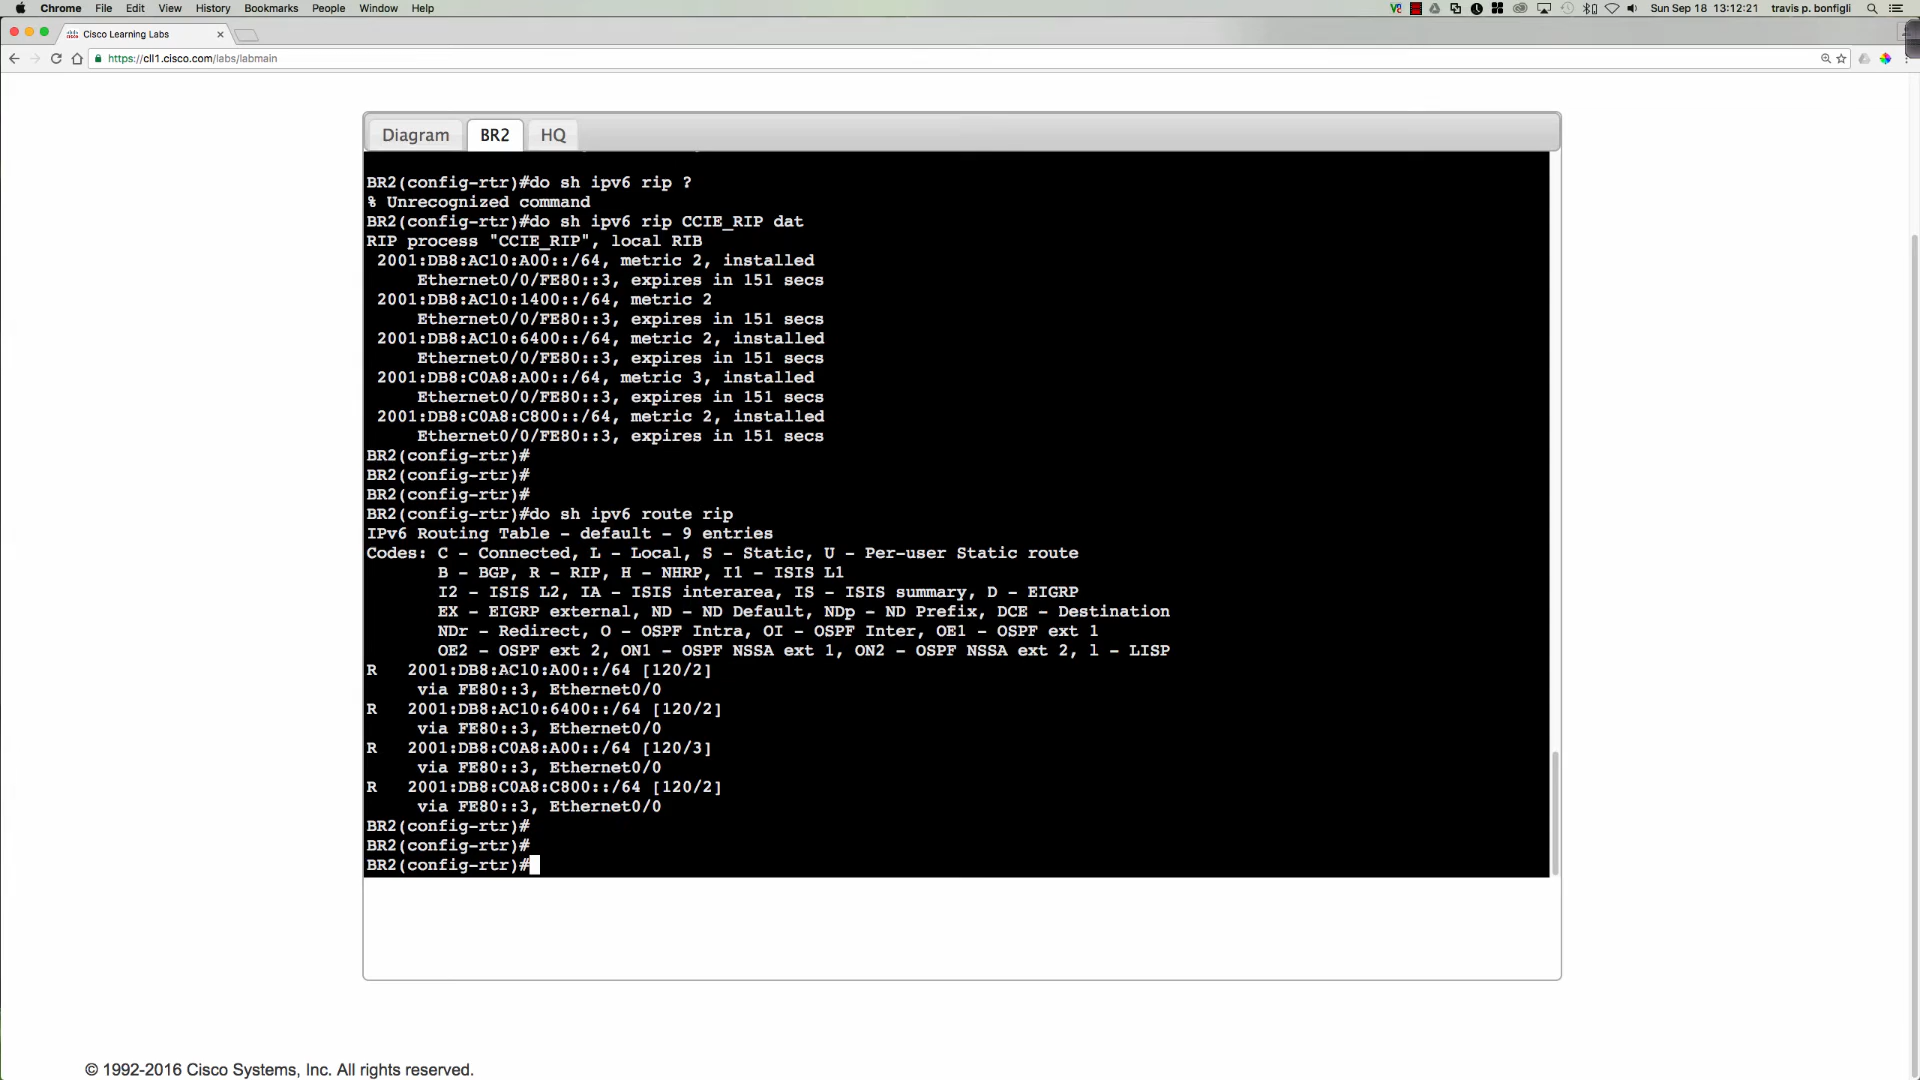 Chrome File Edit View History Bookmarks People Window Help Sun Sep 18 13:12:21 travis p. bonfigli
Cisco Learning Labs
https://cll1.cisco.com/labs/labmain
Diagram BR2 HQ
BR2(config-rtr)#do sh ipv6 rip ?
% Unrecognized command
BR2(config-rtr)#do sh ipv6 rip CCIE_RIP dat
RIP process "CCIE_RIP", local RIB
2001:DB8:AC10:A00::/64, metric 2, installed
Ethernet0/0/FE80::3, expires in 151 secs
2001:DB8:AC10:1400::/64, metric 2
Ethernet0/0/FE80::3, expires in 151 secs
2001:DB8:AC10:6400::/64, metric 2, installed
Ethernet0/0/FE80::3, expires in 151 secs
2001:DB8:C0A8:A00::/64, metric 3, installed
Ethernet0/0/FE80::3, expires in 151 secs
2001:DB8:C0A8:C800::/64, metric 2, installed
Ethernet0/0/FE80::3, expires in 151 secs
BR2(config-rtr)#
BR2(config-rtr)#
BR2(config-rtr)#
BR2(config-rtr)#do sh ipv6 route rip
IPv6 Routing Table - default - 9 entries
Codes: C - Connected, L - Local, S - Static, U - Per-user Static route
B - BGP, R - RIP, H - NHRP, I1 - ISIS L1
I2 - ISIS L2, IA - ISIS interarea, IS - ISIS summary, D - EIGRP
EX - EIGRP external, ND - ND Default, NDp - ND Prefix, DCE - Destination
NDr - Redirect, O - OSPF Intra, OI - OSPF Inter, OE1 - OSPF ext 1
OE2 - OSPF ext 2, ON1 - OSPF NSSA ext 1, ON2 - OSPF NSSA ext 2, l - LISP
R 2001:DB8:AC10:A00::/64 [120/2]
via FE80::3, Ethernet0/0
R 2001:DB8:AC10:6400::/64 [120/2]
via FE80::3, Ethernet0/0
R 2001:DB8:C0A8:A00::/64 [120/3]
via FE80::3, Ethernet0/0
R 2001:DB8:C0A8:C800::/64 [120/2]
via FE80::3, Ethernet0/0
BR2(config-rtr)#
BR2(config-rtr)#
BR2(config-rtr)#
© 1992-2016 Cisco Systems, Inc. All rights reserved.